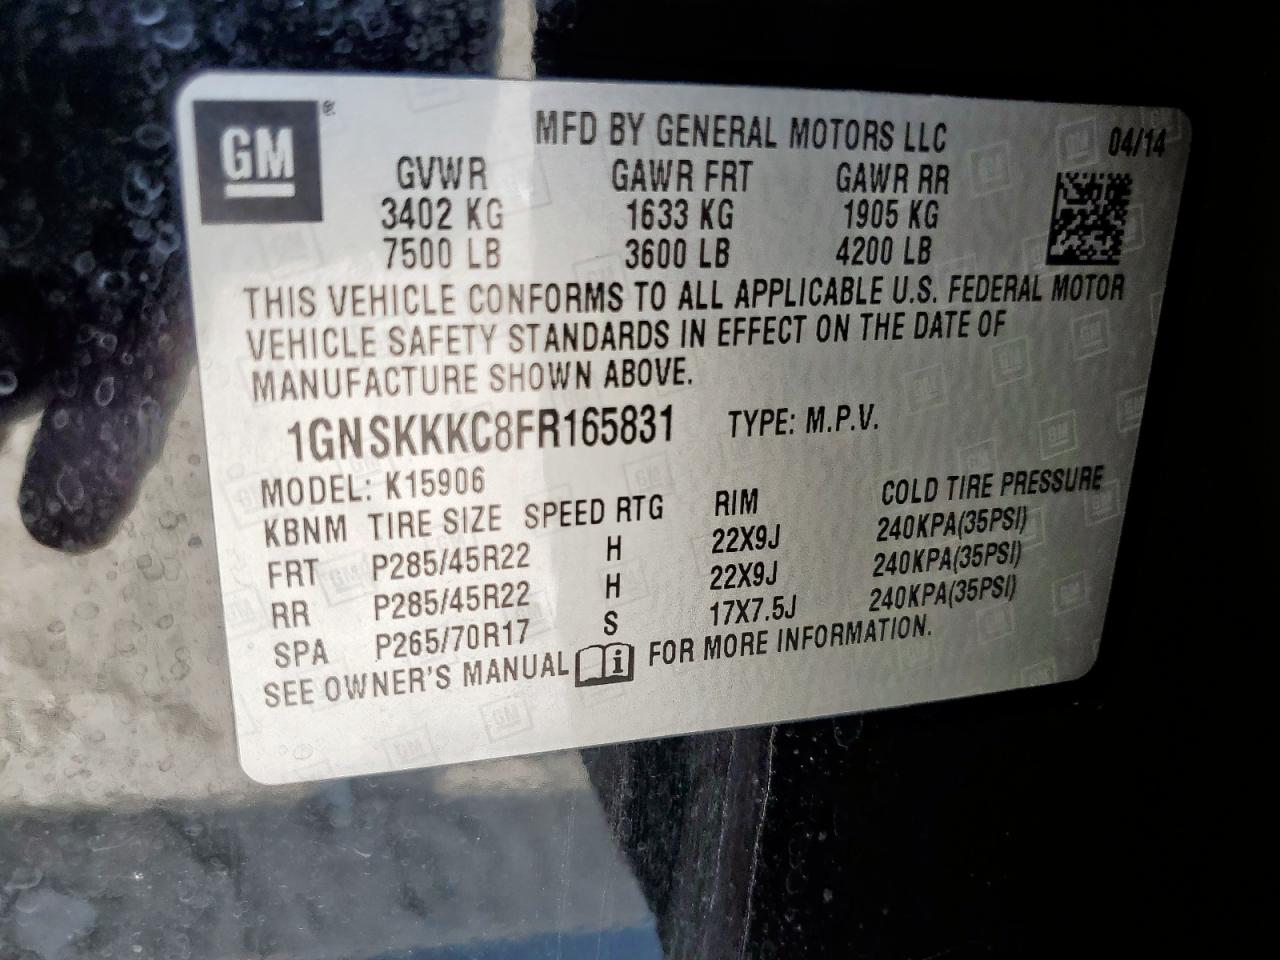 GM ®
MFD BY GENERAL MOTORS LLC 04/14
GVWR GAWR FRT GAWR RR
3402 KG 1633 KG 1905 KG
7500 LB 3600 LB 4200 LB
THIS VEHICLE CONFORMS TO ALL APPLICABLE U.S. FEDERAL MOTOR
VEHICLE SAFETY STANDARDS IN EFFECT ON THE DATE OF
MANUFACTURE SHOWN ABOVE.
1GNSKKKC8FR165831 TYPE: M.P.V.
MODEL: K15906
KBNM TIRE SIZE SPEED RTG RIM COLD TIRE PRESSURE
FRT P285/45R22 H 22X9J 240KPA(35PSI)
RR P285/45R22 H 22X9J 240KPA(35PSI)
SPA P265/70R17 S 17X7.5J 240KPA(35PSI)
SEE OWNER'S MANUAL i FOR MORE INFORMATION.